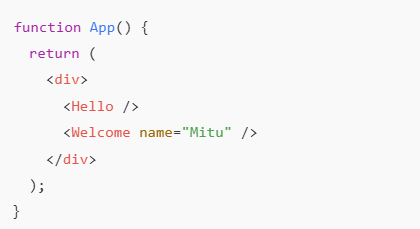 function App() {
  return (
    <div>
      <Hello />
      <Welcome name="Mitu" />
    </div>
  );
}